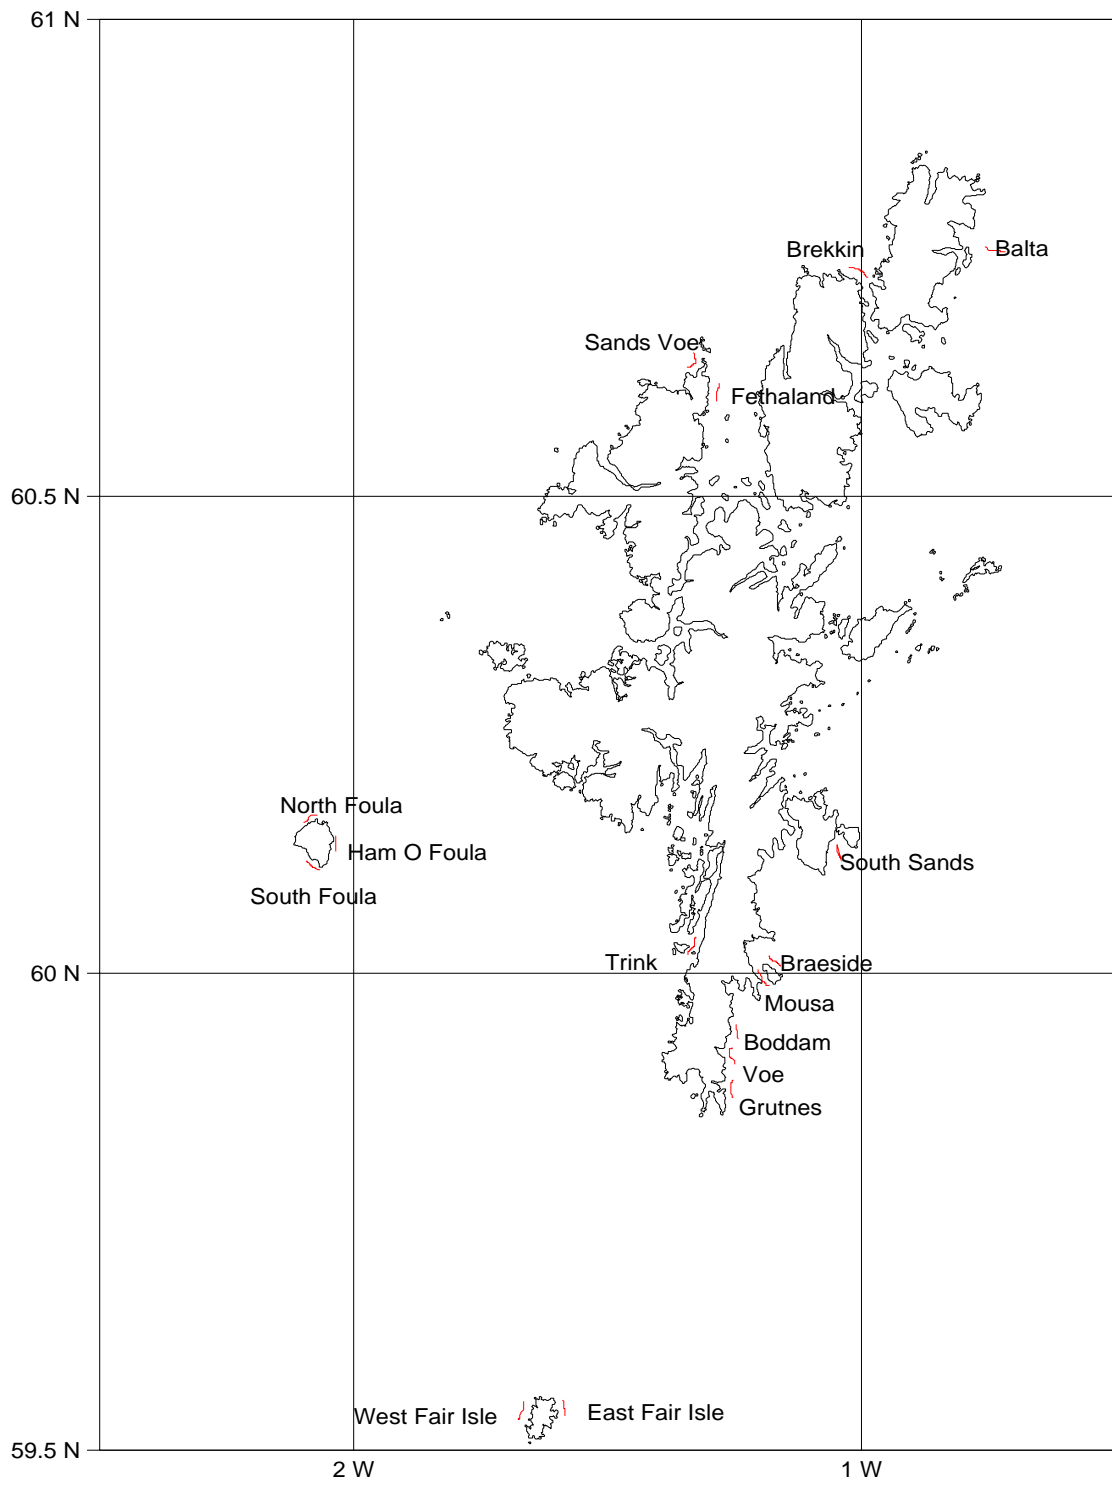 61 N
Brekkin
Balta
Sands Voe
Fethaland
60.5 N
North Foula
Ham O Foula
South Sands
South Foula
Trink
Braeside
60 N
Mousa
Boddam
Voe
Grutnes
West Fair Isle
East Fair Isle
59.5 N
2 W
1 W